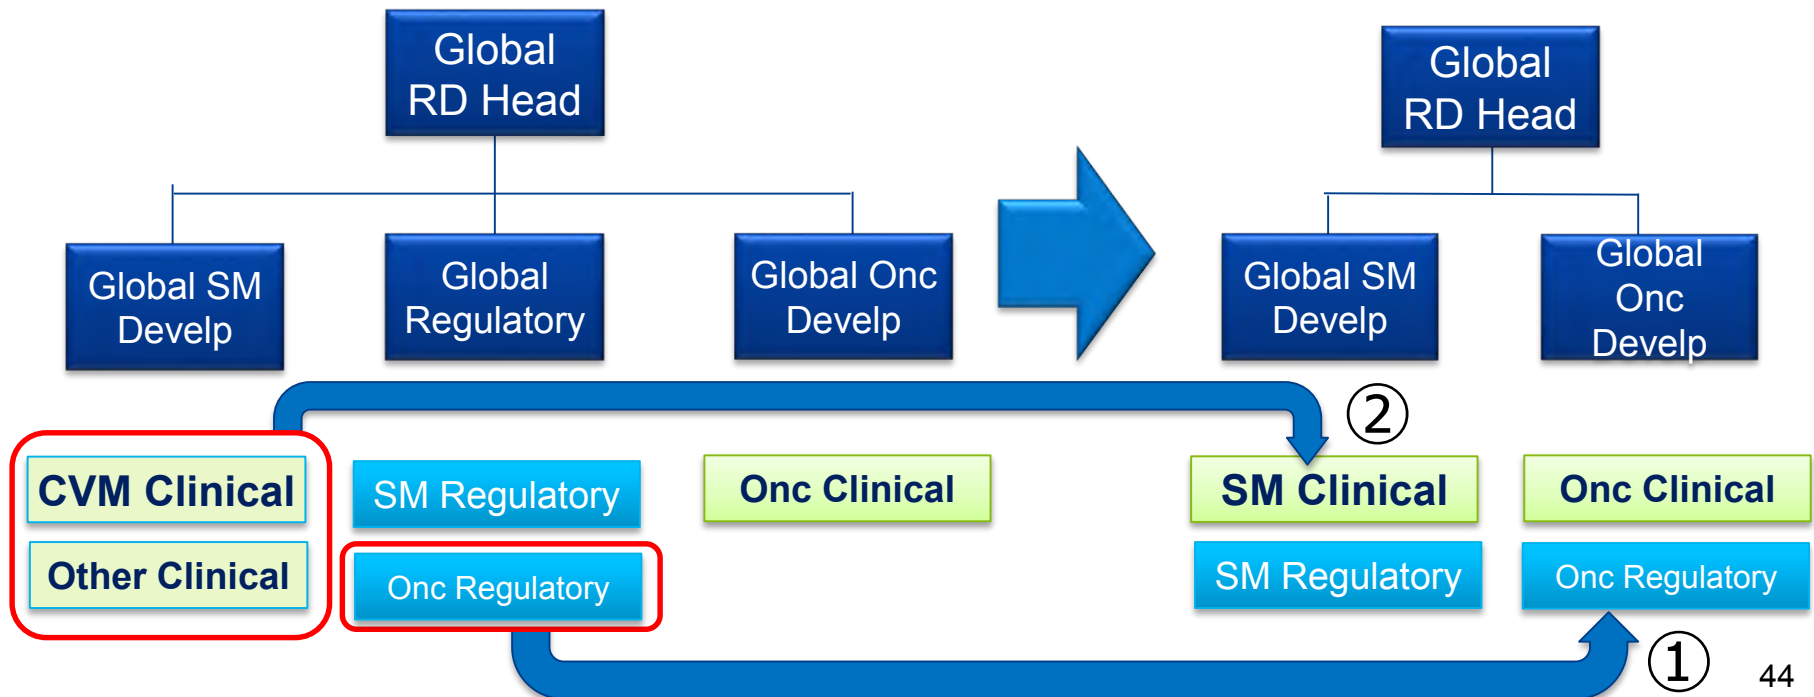 Global
RD Head
Global
RD Head
Global SM
Develp
Global
Regulatory
Global Onc
Develp
Global SM
Develp
Global
Onc
Develp
②
CVM Clinical
SM Regulatory
Onc Clinical
SM Clinical
Onc Clinical
Other Clinical
Onc Regulatory
SM Regulatory
Onc Regulatory
①
44